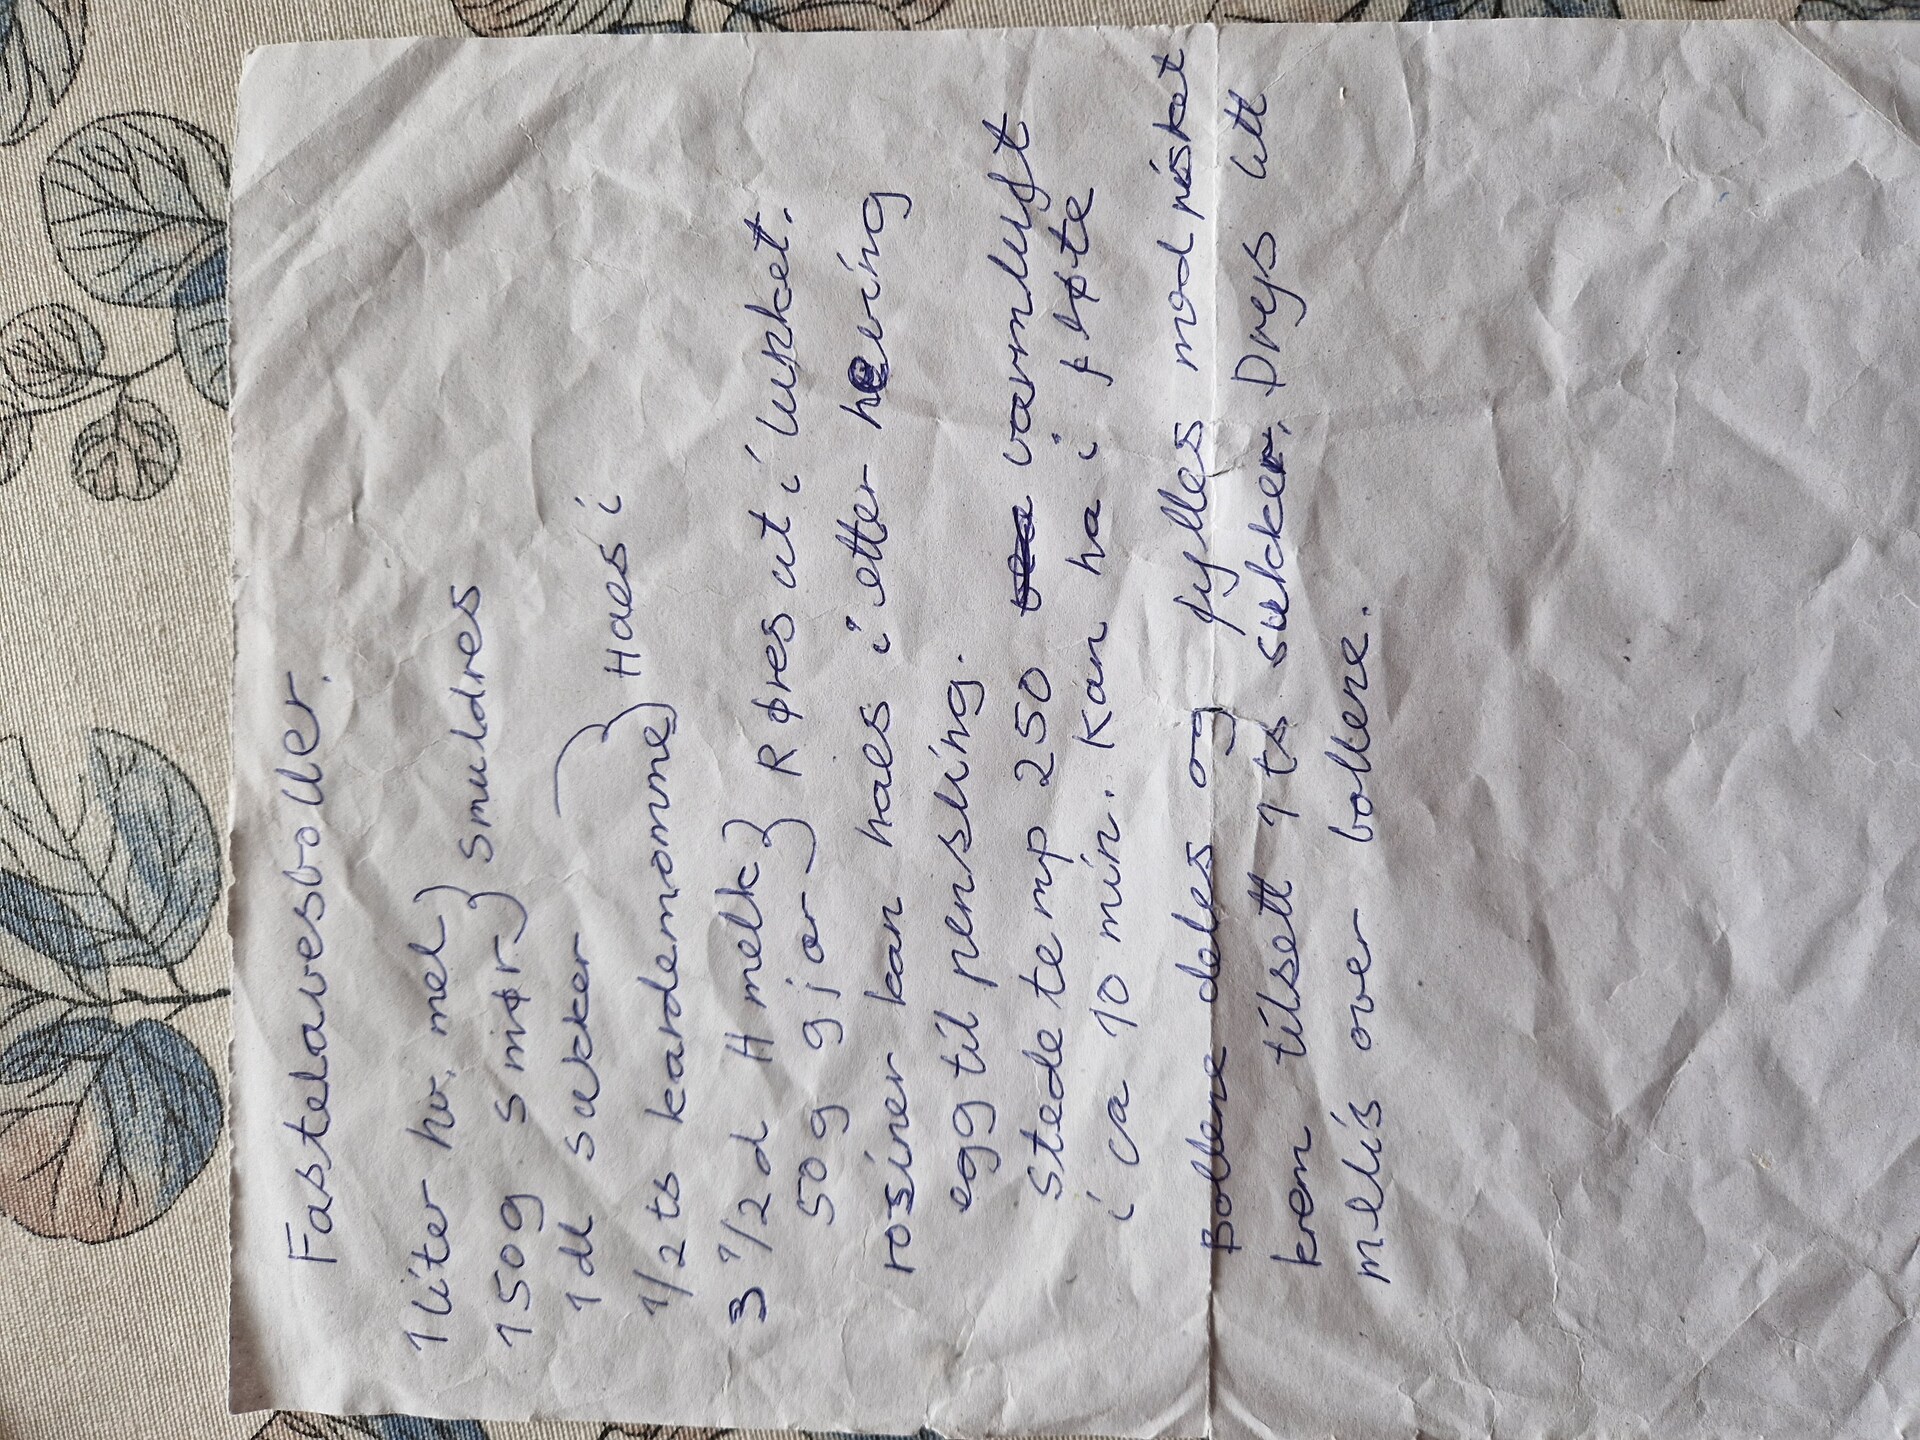 Fastelavesboller.
1 liter hv. mel
150g smør } smuldres
1 dl sukker
1/2 ts kardemomme } Haes i
3 1/2 d H melk
50g gjær } Røres ut i lunket.
rosiner kan haes i etter heving
egg til pensling.
stede temp 250 varmluft
i ca 10 min. Kan ha i fløte
Bollene deles og fylles med pisket
krem tilsett 1 ts sukker. Drys litt
melis over bollene.